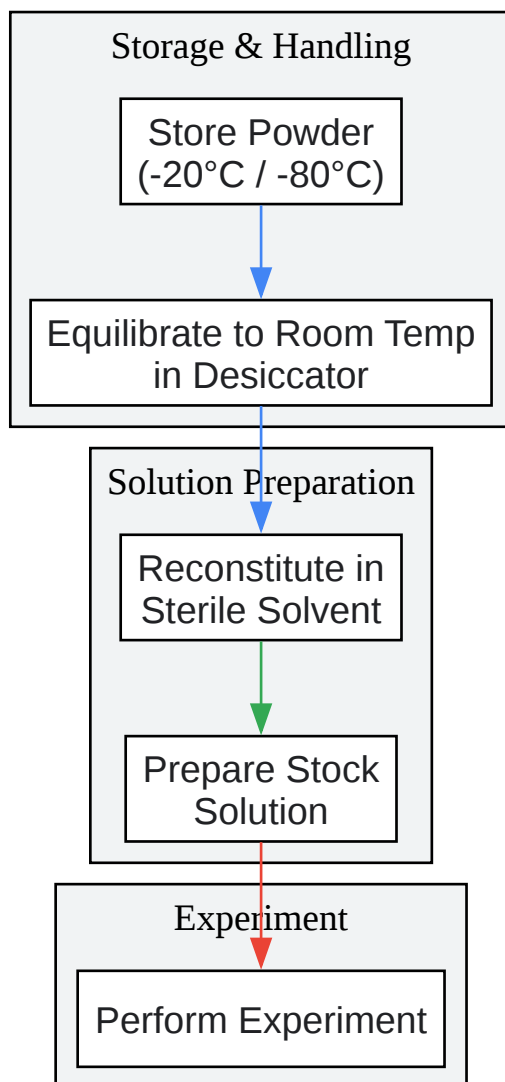 Storage & Handling
Store Powder
(-20°C / -80°C)
Equilibrate to Room Temp
in Desiccator
Solution Preparation
Reconstitute in
Sterile Solvent
Prepare Stock
Solution
Experiment
Perform Experiment